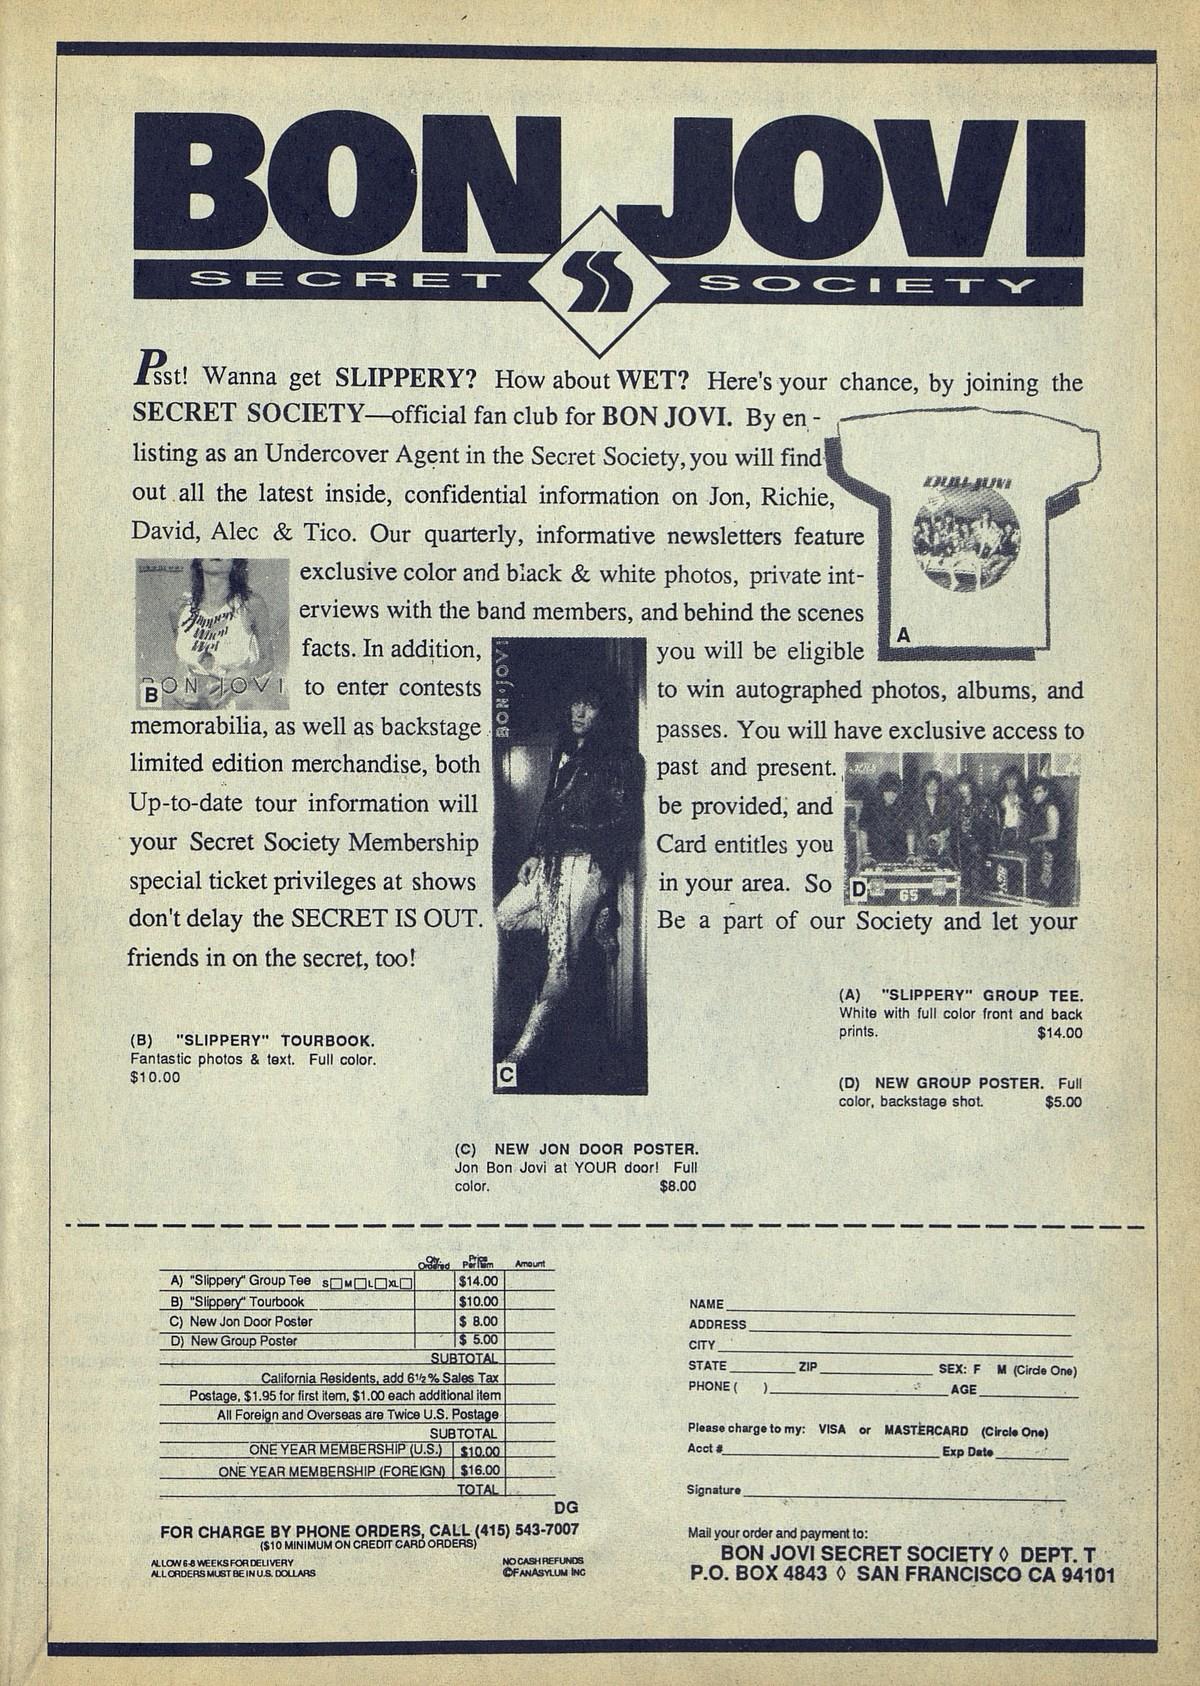 BON JOVI
SECRET SS SOCIETY
Psst! Wanna get SLIPPERY? How about WET? Here's your chance, by joining the
SECRET SOCIETY—official fan club for BON JOVI. By en-
listing as an Undercover Agent in the Secret Society, you will find
out all the latest inside, confidential information on Jon, Richie,
David, Alec & Tico. Our quarterly, informative newsletters feature
exclusive color and black & white photos, private int-
erviews with the band members, and behind the scenes
facts. In addition, you will be eligible
to enter contests to win autographed photos, albums, and
memorabilia, as well as backstage passes. You will have exclusive access to
limited edition merchandise, both past and present.
Up-to-date tour information will be provided, and
your Secret Society Membership Card entitles you
special ticket privileges at shows in your area. So
don't delay the SECRET IS OUT. Be a part of our Society and let your
friends in on the secret, too!
BON JOVI
A
Slippery
When
Wet
BON JOVI
B
BON JOVI
C
65
D
(A) "SLIPPERY" GROUP TEE.
White with full color front and back
prints. $14.00
(B) "SLIPPERY" TOURBOOK.
Fantastic photos & text. Full color.
$10.00
(D) NEW GROUP POSTER. Full
color, backstage shot. $5.00
(C) NEW JON DOOR POSTER.
Jon Bon Jovi at YOUR door! Full
color. $8.00
Qty. Ordered Price Per Item Amount
A) "Slippery" Group Tee S M L XL $14.00
B) "Slippery" Tourbook $10.00
C) New Jon Door Poster $ 8.00
D) New Group Poster $ 5.00
SUBTOTAL
California Residents, add 6½% Sales Tax
Postage, $1.95 for first item, $1.00 each additional item
All Foreign and Overseas are Twice U.S. Postage
SUBTOTAL
ONE YEAR MEMBERSHIP (U.S.) $10.00
ONE YEAR MEMBERSHIP (FOREIGN) $16.00
TOTAL
DG
FOR CHARGE BY PHONE ORDERS, CALL (415) 543-7007
($10 MINIMUM ON CREDIT CARD ORDERS)
ALLOW 6-8 WEEKS FOR DELIVERY
ALL ORDERS MUST BE IN U.S. DOLLARS
NO CASH REFUNDS
©FANASYLUM INC
NAME
ADDRESS
CITY
STATE ZIP SEX: F M (Circle One)
PHONE ( ) AGE
Please charge to my: VISA or MASTERCARD (Circle One)
Acct # Exp Date
Signature
Mail your order and payment to:
BON JOVI SECRET SOCIETY ◊ DEPT. T
P.O. BOX 4843 ◊ SAN FRANCISCO CA 94101